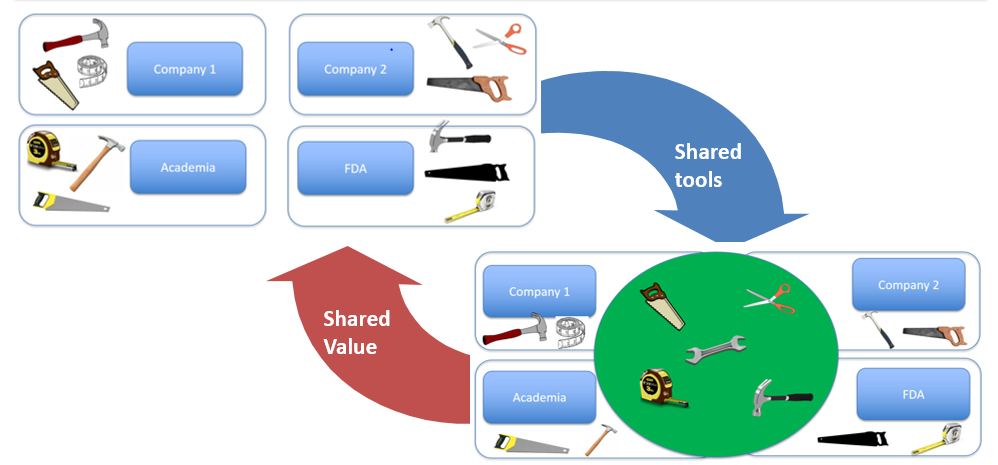 Company 1
Company 2
Academia
FDA
Shared
tools
Shared
Value
Company 1
Company 2
Academia
FDA